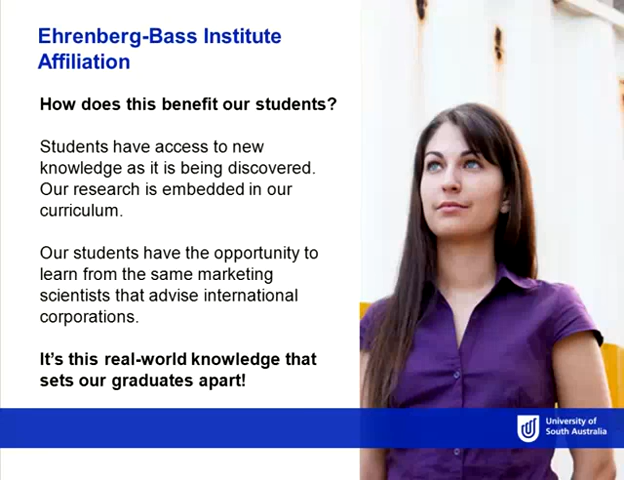 Ehrenberg-Bass Institute
Affiliation
How does this benefit our students?
Students have access to new
knowledge as it is being discovered.
Our research is embedded in our
curriculum.
Our students have the opportunity to
learn from the same marketing
scientists that advise international
corporations.
It’s this real-world knowledge that
sets our graduates apart!
University of
South Australia